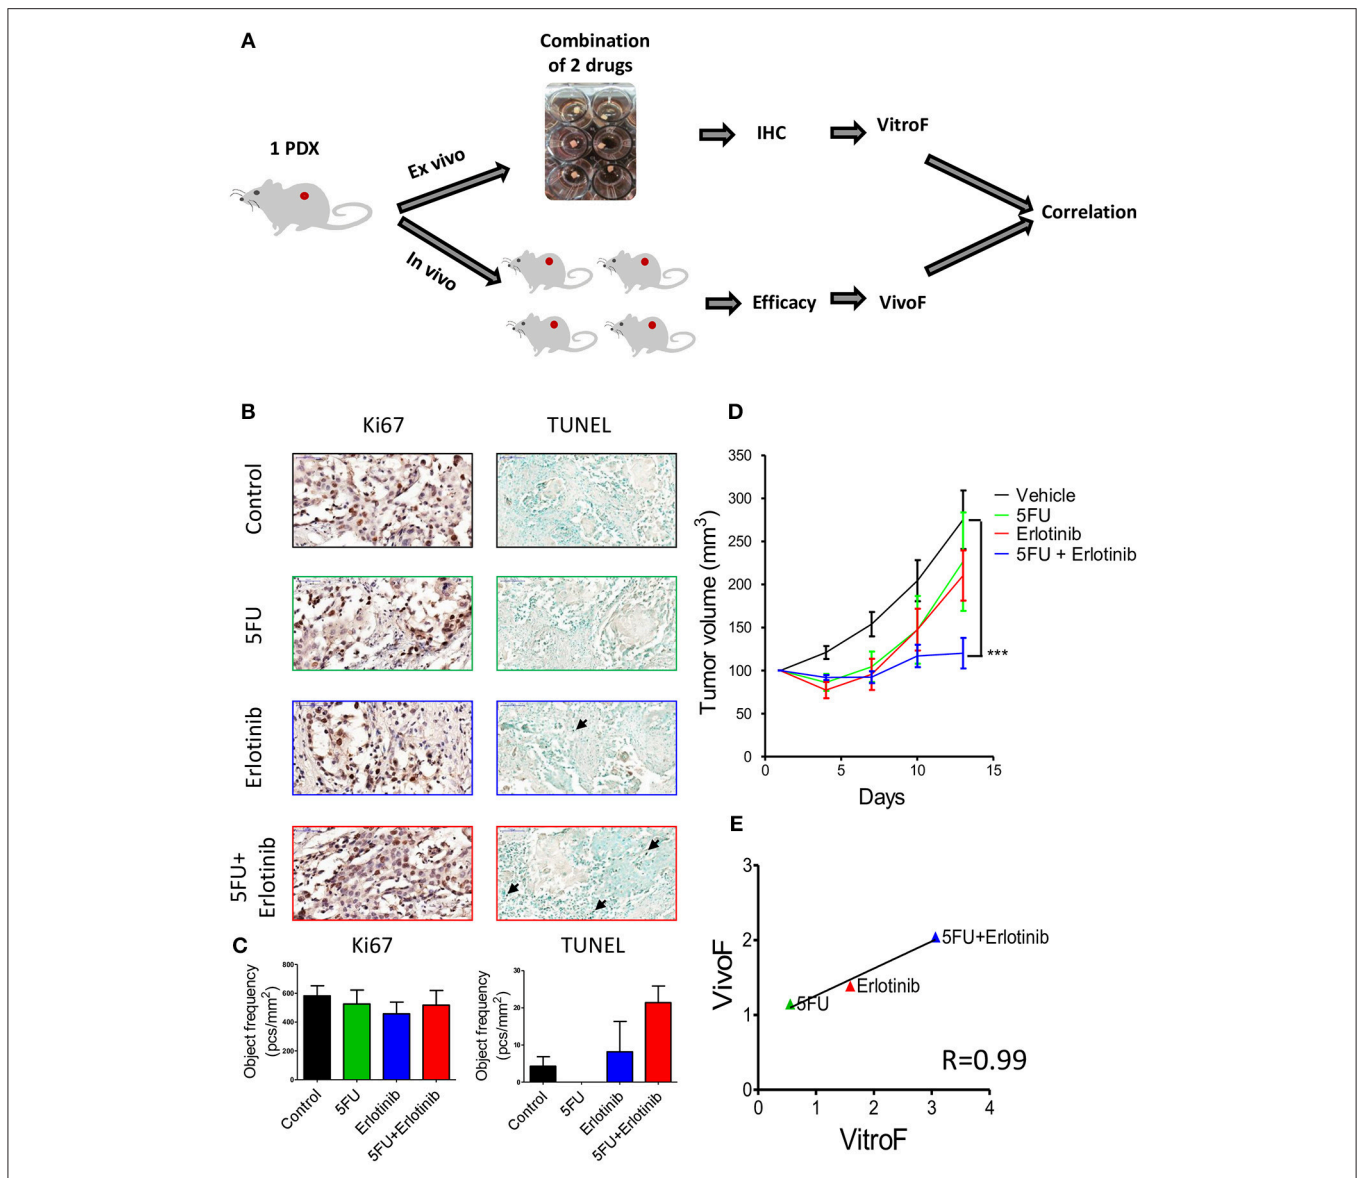 A
Combination
of 2 drugs
1 PDX
Ex vivo
In vivo
IHC
VitroF
Efficacy
VivoF
Correlation
B
Ki67
TUNEL
Control
5FU
Erlotinib
5FU+
Erlotinib
C
Ki67
Object frequency
(pcs/mm²)
800
600
400
200
0
Control
5FU
Erlotinib
5FU+Erlotinib
TUNEL
Object frequency
(pcs/mm²)
30
20
10
0
Control
5FU
Erlotinib
5FU+Erlotinib
D
Tumor volume (mm³)
350
300
250
200
150
100
50
0
0
5
10
15
Days
Vehicle
5FU
Erlotinib
5FU + Erlotinib
***
E
VivoF
3
2
1
0
5FU+Erlotinib
Erlotinib
5FU
R=0.99
0
1
2
3
4
VitroF